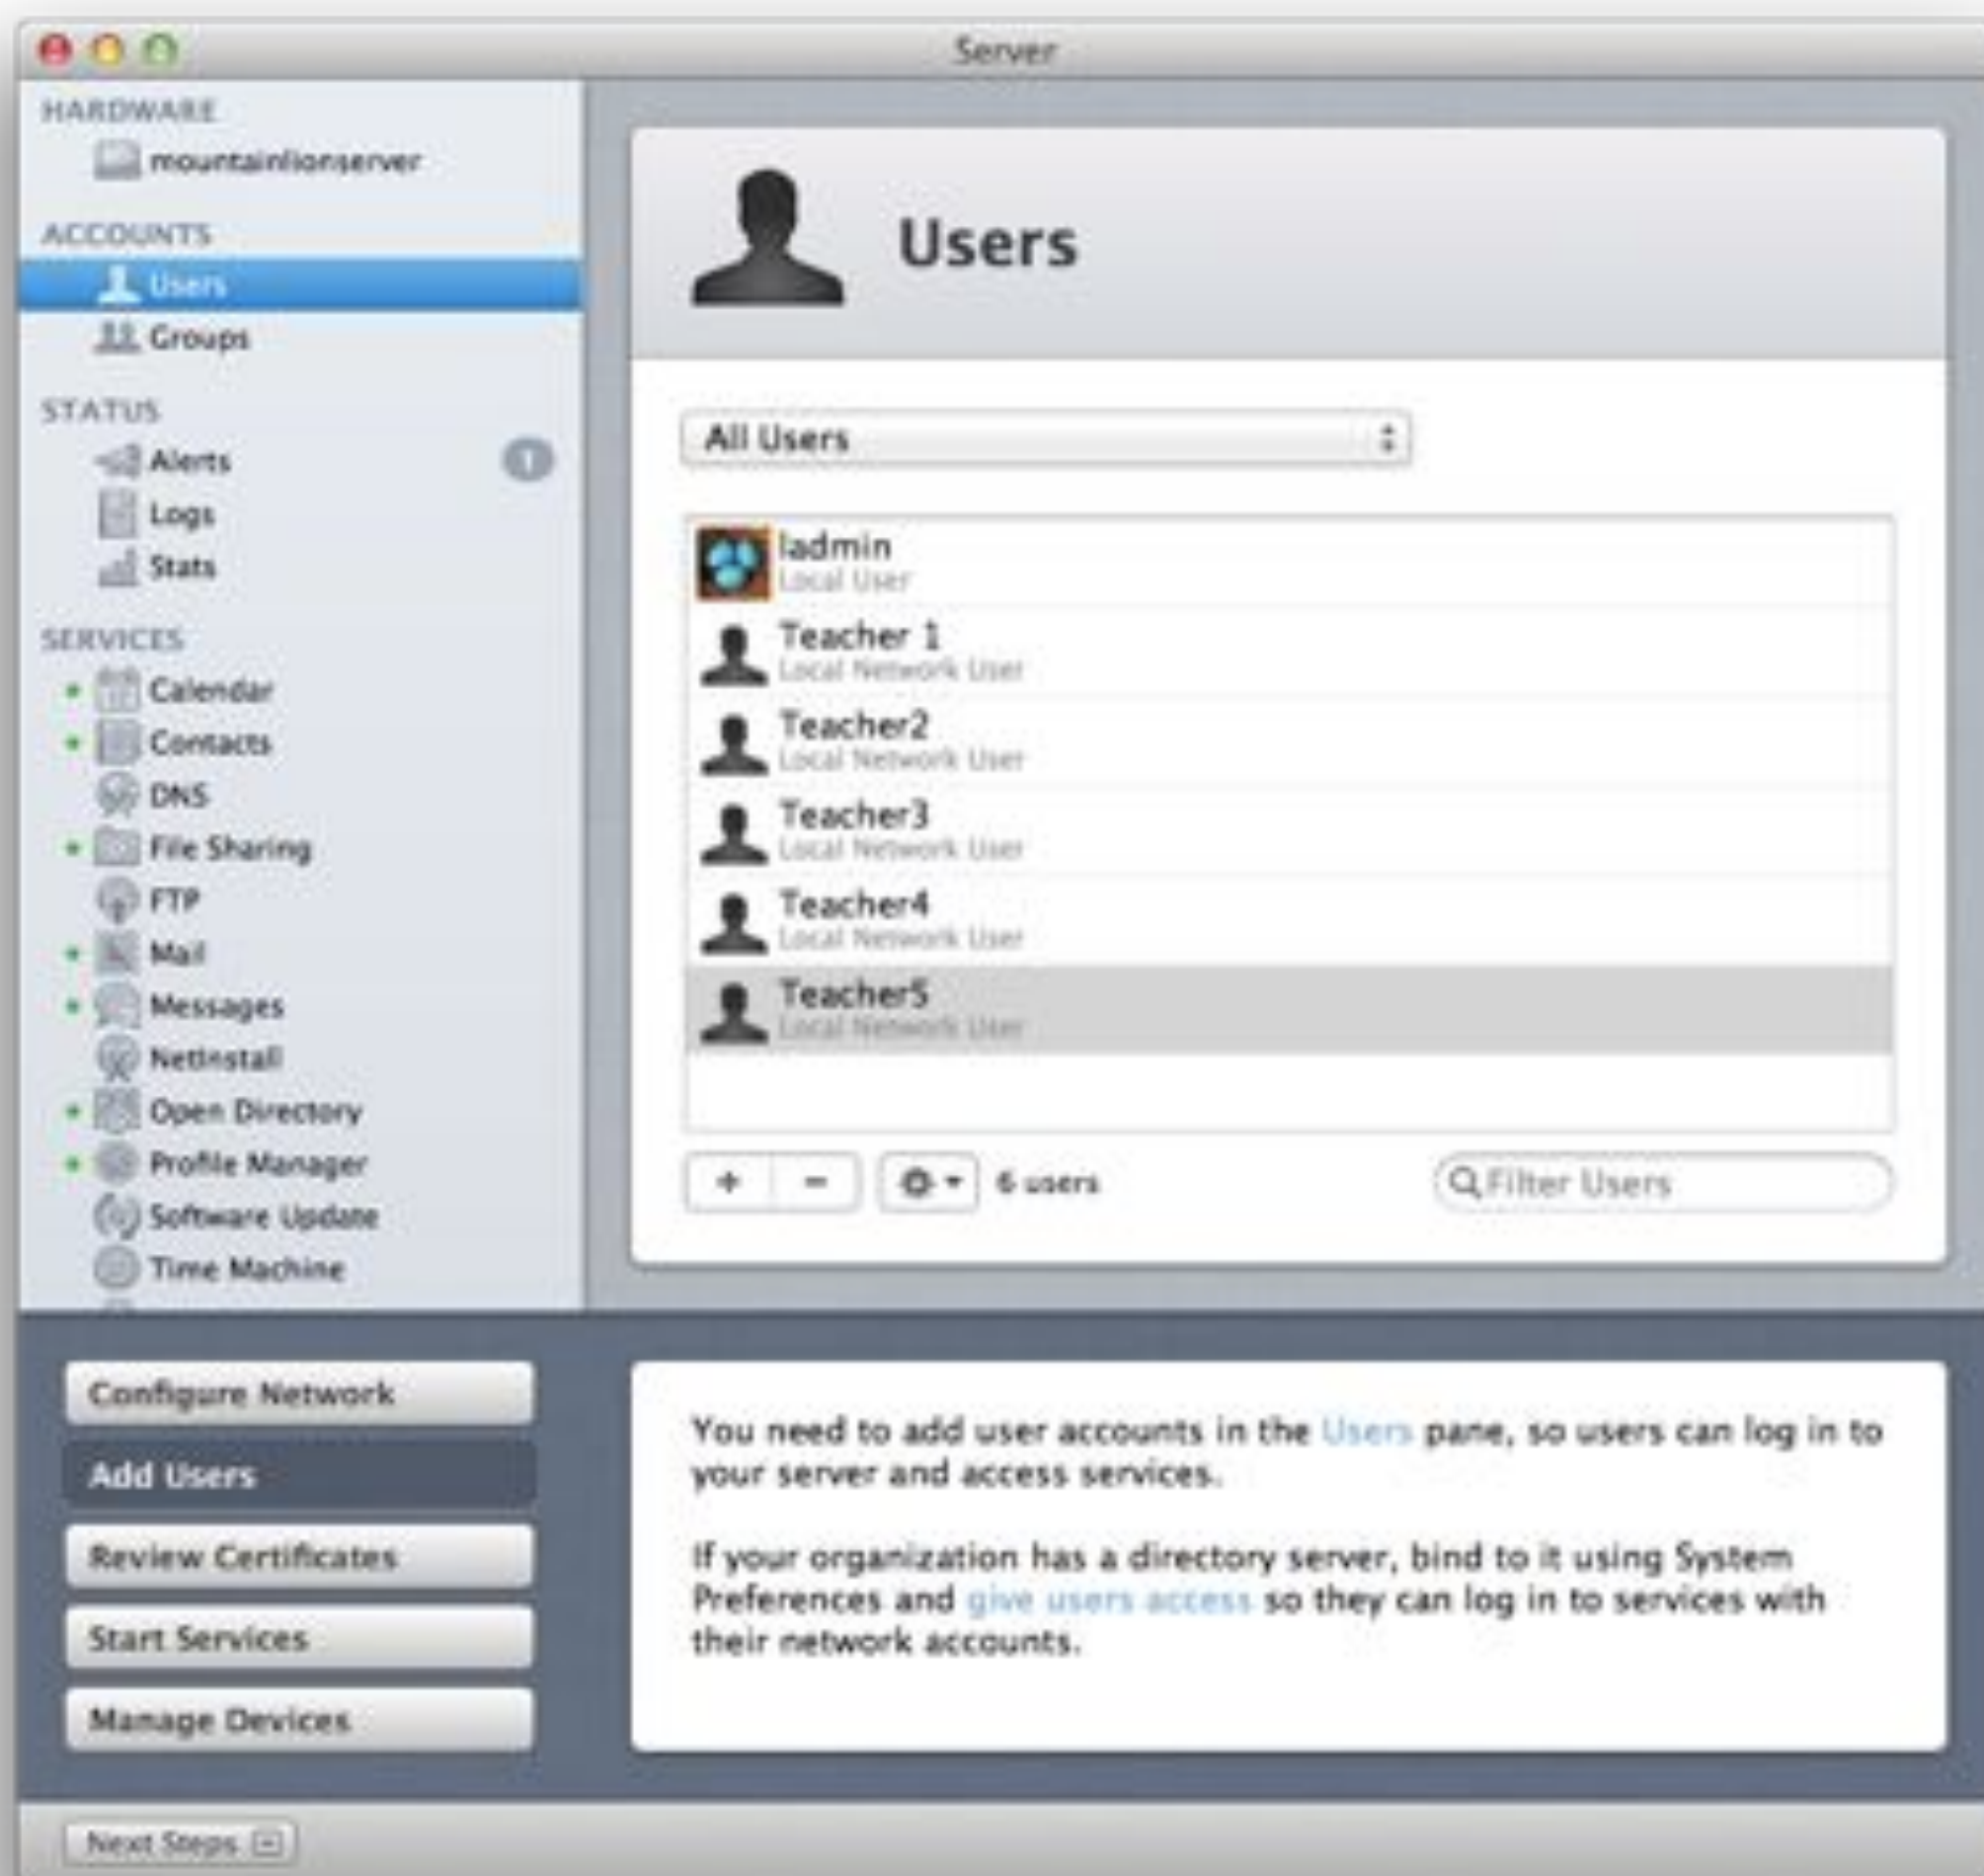 Server
HARDWARE
mountainlionserver
ACCOUNTS
Users
Groups
STATUS
Alerts
1
Logs
Stats
SERVICES
Calendar
Contacts
DNS
File Sharing
FTP
Mail
Messages
NetInstall
Open Directory
Profile Manager
Software Update
Time Machine
Users
All Users
ladmin
Local User
Teacher 1
Local Network User
Teacher2
Local Network User
Teacher3
Local Network User
Teacher4
Local Network User
Teacher5
Local Network User
+ - 6 users
Filter Users
Configure Network
Add Users
Review Certificates
Start Services
Manage Devices
You need to add user accounts in the Users pane, so users can log in to
your server and access services.
If your organization has a directory server, bind to it using System
Preferences and give users access so they can log in to services with
their network accounts.
Next Steps